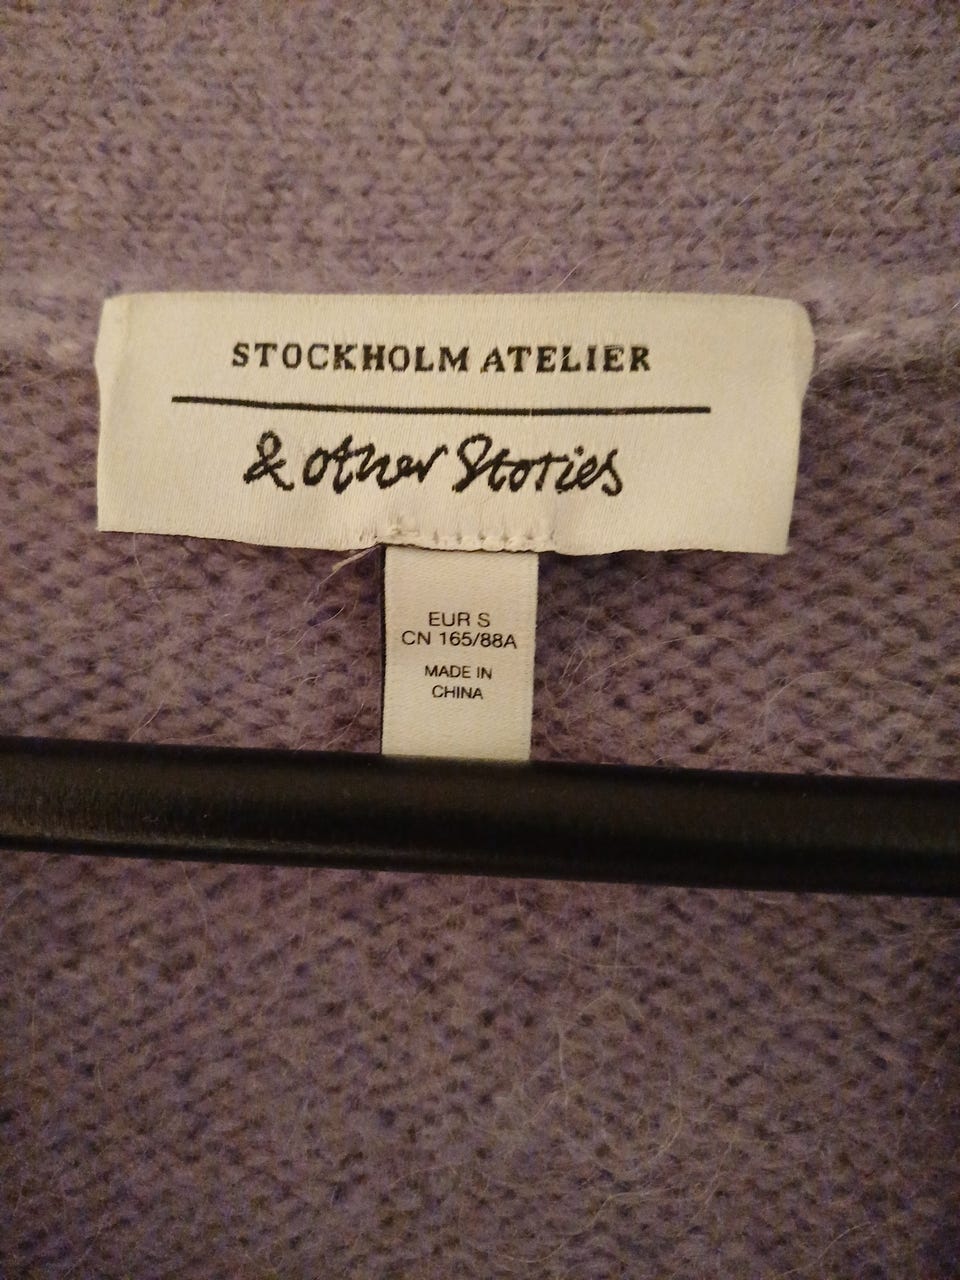 STOCKHOLM ATELIER
& other Stories
EUR S
CN 165/88A
MADE IN
CHINA